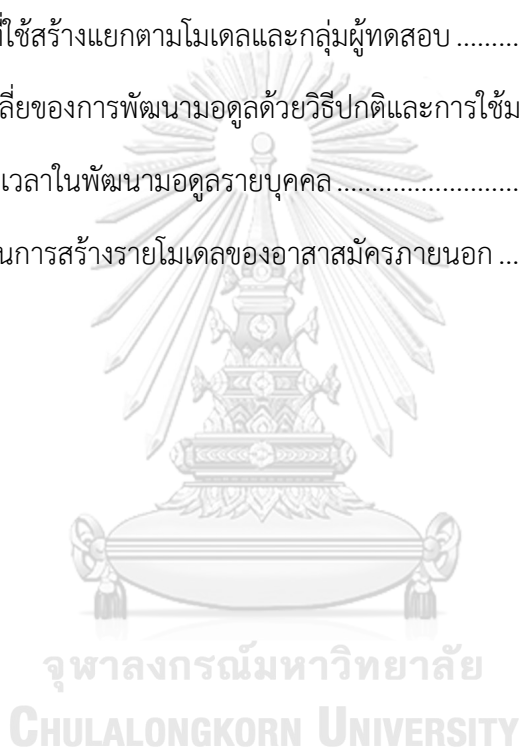 ที่ใช้สร้างแยกตามโมเดลและกลุ่มผู้ทดสอบ .........
ลี่ยของการพัฒนามอดูลด้วยวิธีปกติและการใช้ม
เวลาในพัฒนามอดูลรายบุคคล .........................
นการสร้างรายโมเดลของอาสาสมัครภายนอก ...
จุฬาลงกรณ์มหาวิทยาลัย
CHULALONGKORN UNIVERSITY